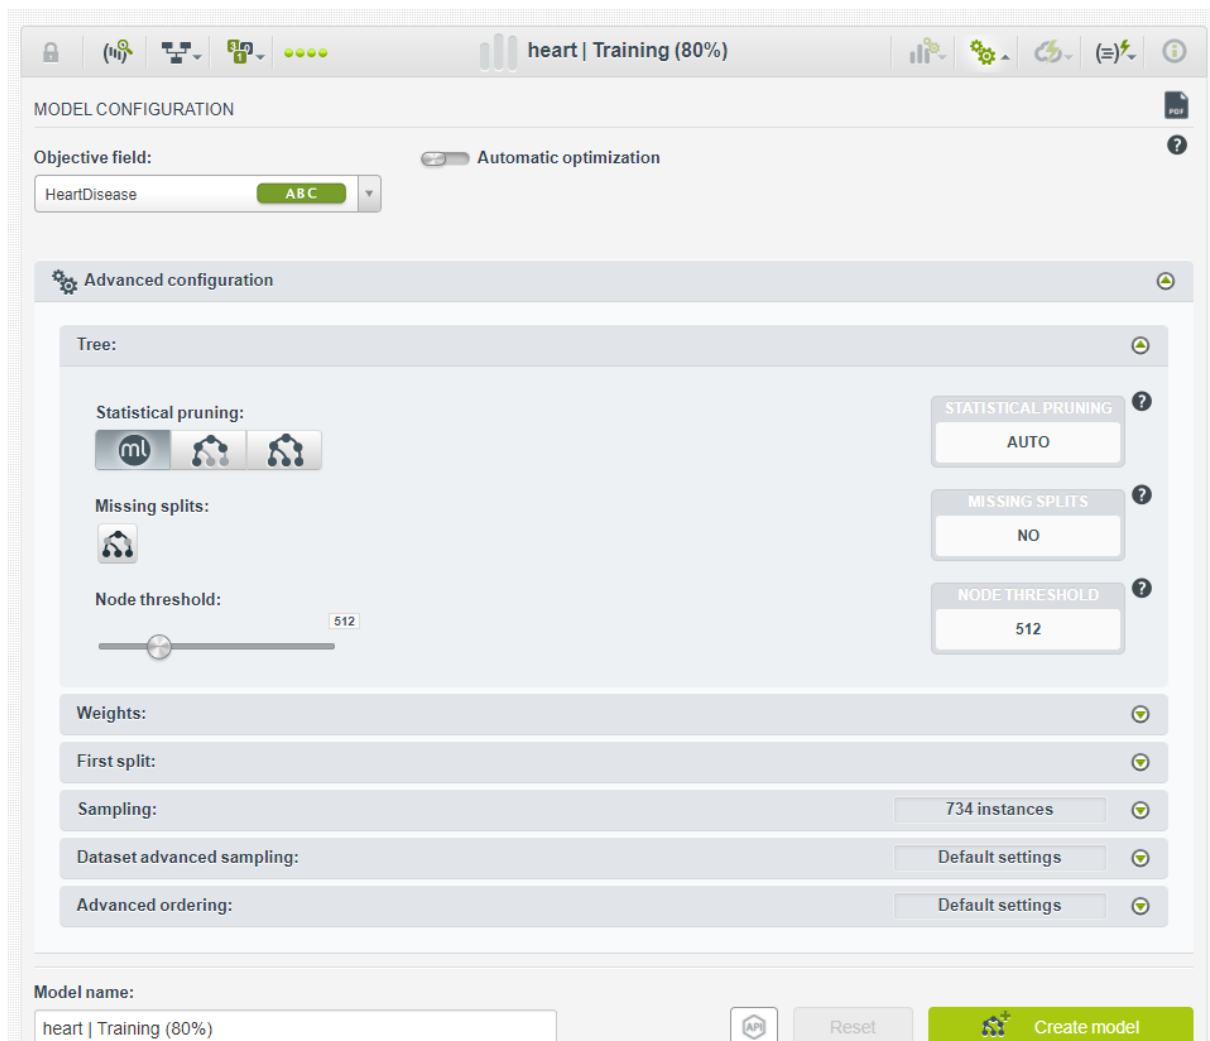 heart | Training (80%)
MODEL CONFIGURATION
PDF
Objective field:
Automatic optimization
HeartDisease
ABC
Advanced configuration
Tree:
Statistical pruning:
STATISTICAL PRUNING
AUTO
ml
Missing splits:
MISSING SPLITS
NO
Node threshold:
NODE THRESHOLD
512
512
Weights:
First split:
Sampling:
734 instances
Dataset advanced sampling:
Default settings
Advanced ordering:
Default settings
Model name:
heart | Training (80%)
API
Reset
Create model